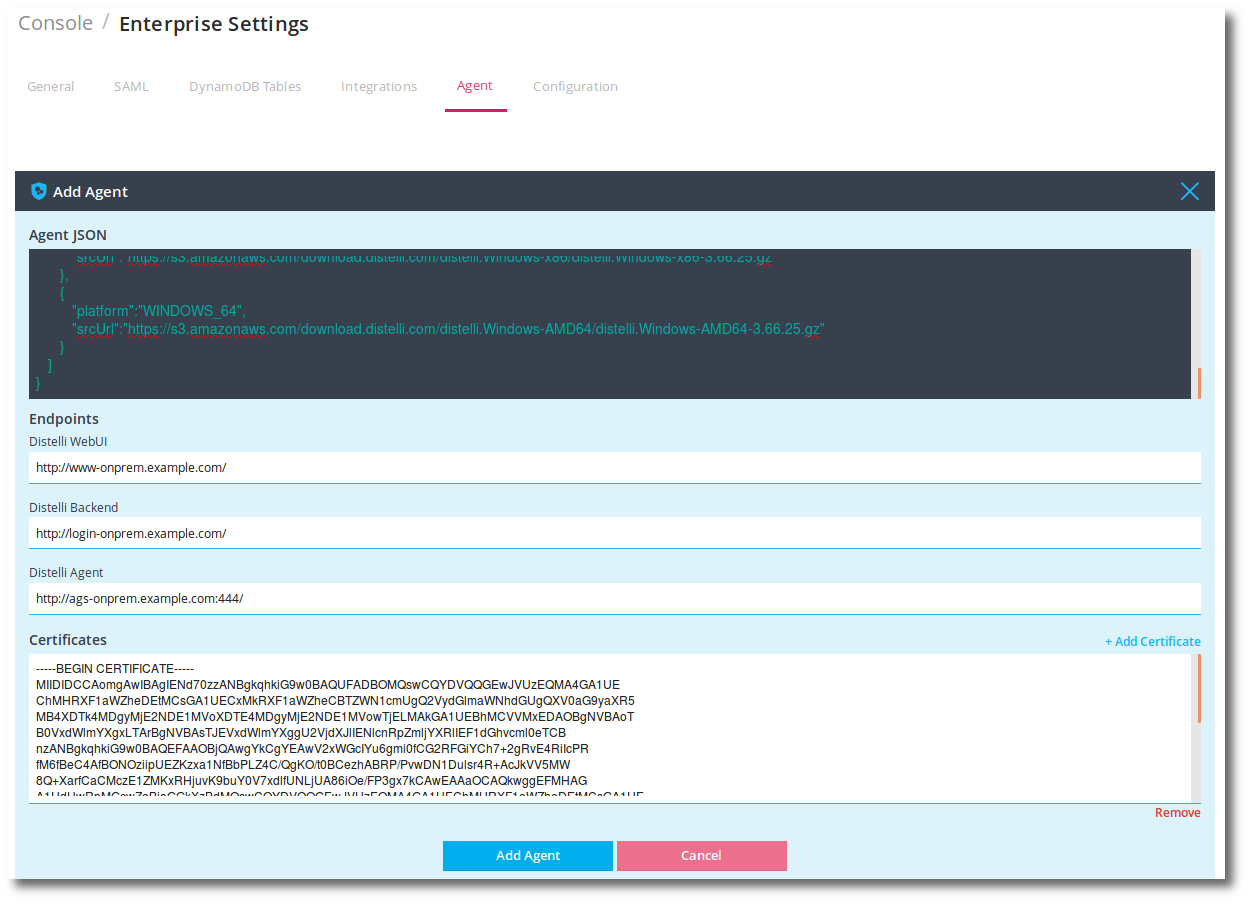 Console / Enterprise Settings
General SAML DynamoDB Tables Integrations Agent Configuration
Add Agent
Agent JSON
"srcUrl":"https://s3.amazonaws.com/download.distelli.com/distelli.Windows-x86/distelli.Windows-x86-3.66.25.gz"
},
{
"platform":"WINDOWS_64",
"srcUrl":"https://s3.amazonaws.com/download.distelli.com/distelli.Windows-AMD64/distelli.Windows-AMD64-3.66.25.gz"
}
]
}
Endpoints
Distelli WebUI
http://www-onprem.example.com/
Distelli Backend
http://login-onprem.example.com/
Distelli Agent
http://ags-onprem.example.com:444/
Certificates
+ Add Certificate
-----BEGIN CERTIFICATE-----
MIIDIDCCAomgAwIBAgIENd70zzANBgkqhkiG9w0BAQUFADBOMQswCQYDVQQGEwJVUzEQMA4GA1UE
ChMHRXF1aWZheDEtMCsGA1UECxMkRXF1aWZheCBTZWN1cmUgQ2VydGlmaWNhdGUgQXV0aG9yaXR5
MB4XDTk4MDgyMjE2NDE1MVoXDTE4MDgyMjE2NDE1MVowTjELMAkGA1UEBhMCVVMxEDAOBgNVBAoT
B0VxdWlmYXgxLTArBgNVBAsTJEVxdWlmYXggU2VjdXJlIENlcnRpZmljYXRlIEF1dGhvcml0eTCB
nzANBgkqhkiG9w0BAQEFAAOBjQAwgYkCgYEAwV2xWGcIYu6gmi0fCG2RFGiYCh7+2gRvE4RiIcPR
fM6fBeC4AfBONOziipUEZKzxa1NfBbPLZ4C/QgKO/t0BCezhABRP/PvwDN1Dulsr4R+AcJkVV5MW
8Q+XarfCaCMczE1ZMKxRHjuvK9buY0V7xdlfUNLjUA86iOe/FP3gx7kCAwEAAaOCAQkwggEFMHAG
Remove
Add Agent
Cancel